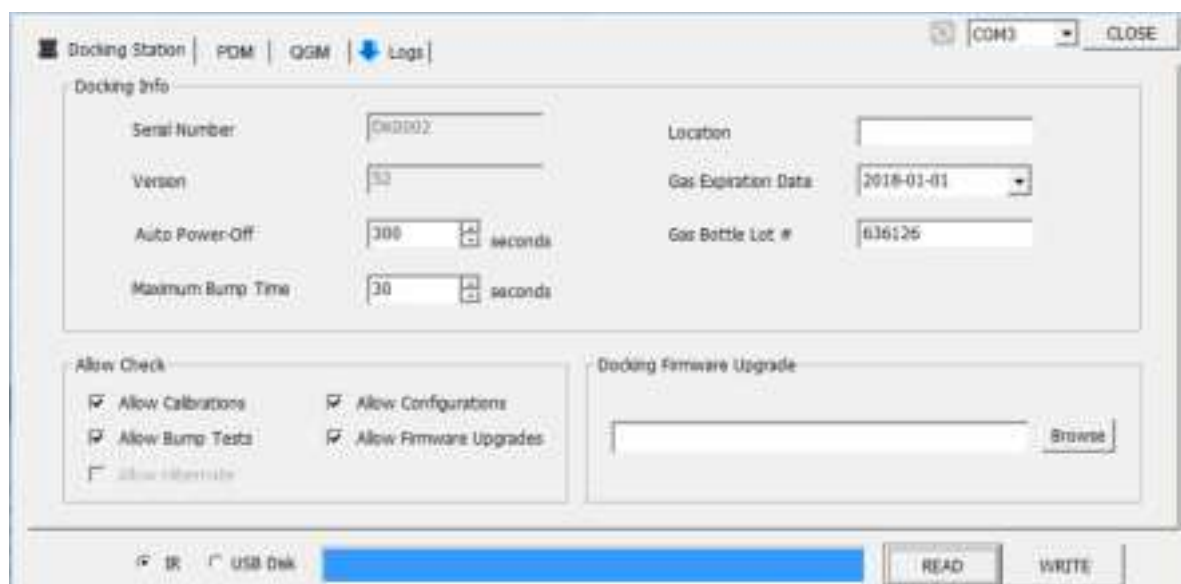 COM3 CLOSE
Docking Station PDM QGM Logs
Docking Info
Serial Number Location
Version 52 Gas Expiration Data 2018-01-01
Auto Power-Off 300 seconds Gas Bottle Lot # 636126
Maximum Bump Time 30 seconds
Allow Check Docking Firmware Upgrade
Allow Calibrations Allow Configurations
Allow Bump Tests Allow Firmware Upgrades Browse
Allow Hibernate
IR USB Disk READ WRITE